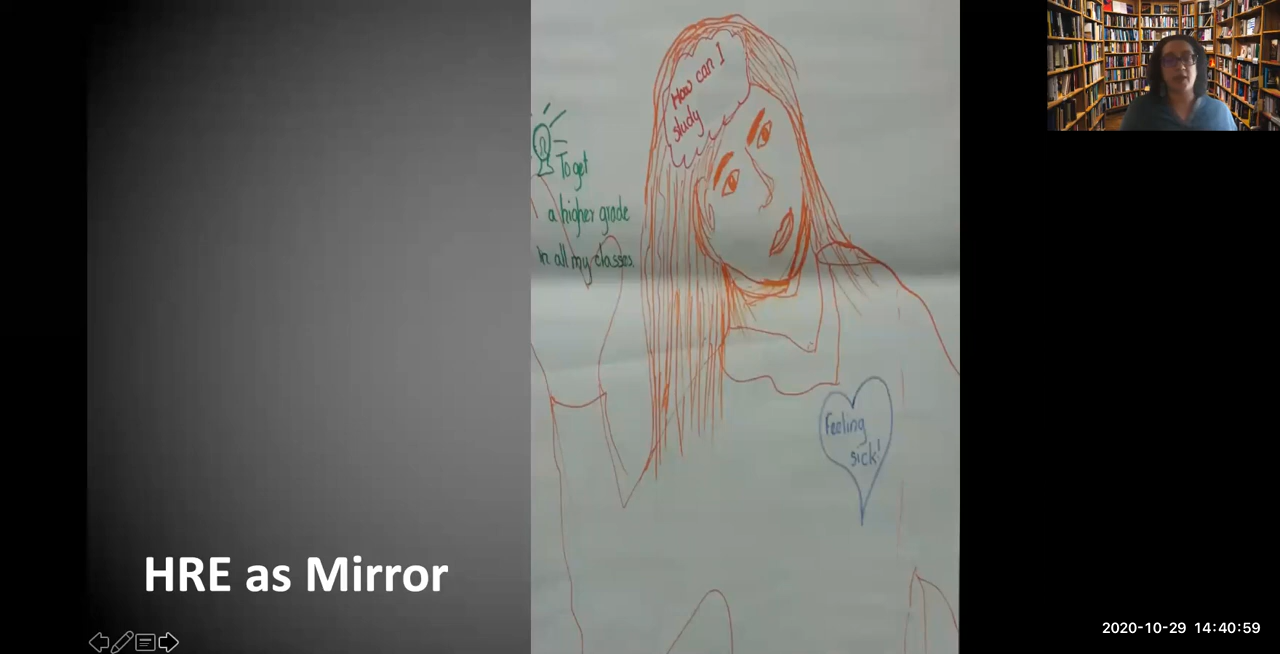 How can I
study
To get
a higher grade
in all my classes.
Feeling
sick!
HRE as Mirror
2020-10-29 14:40:59